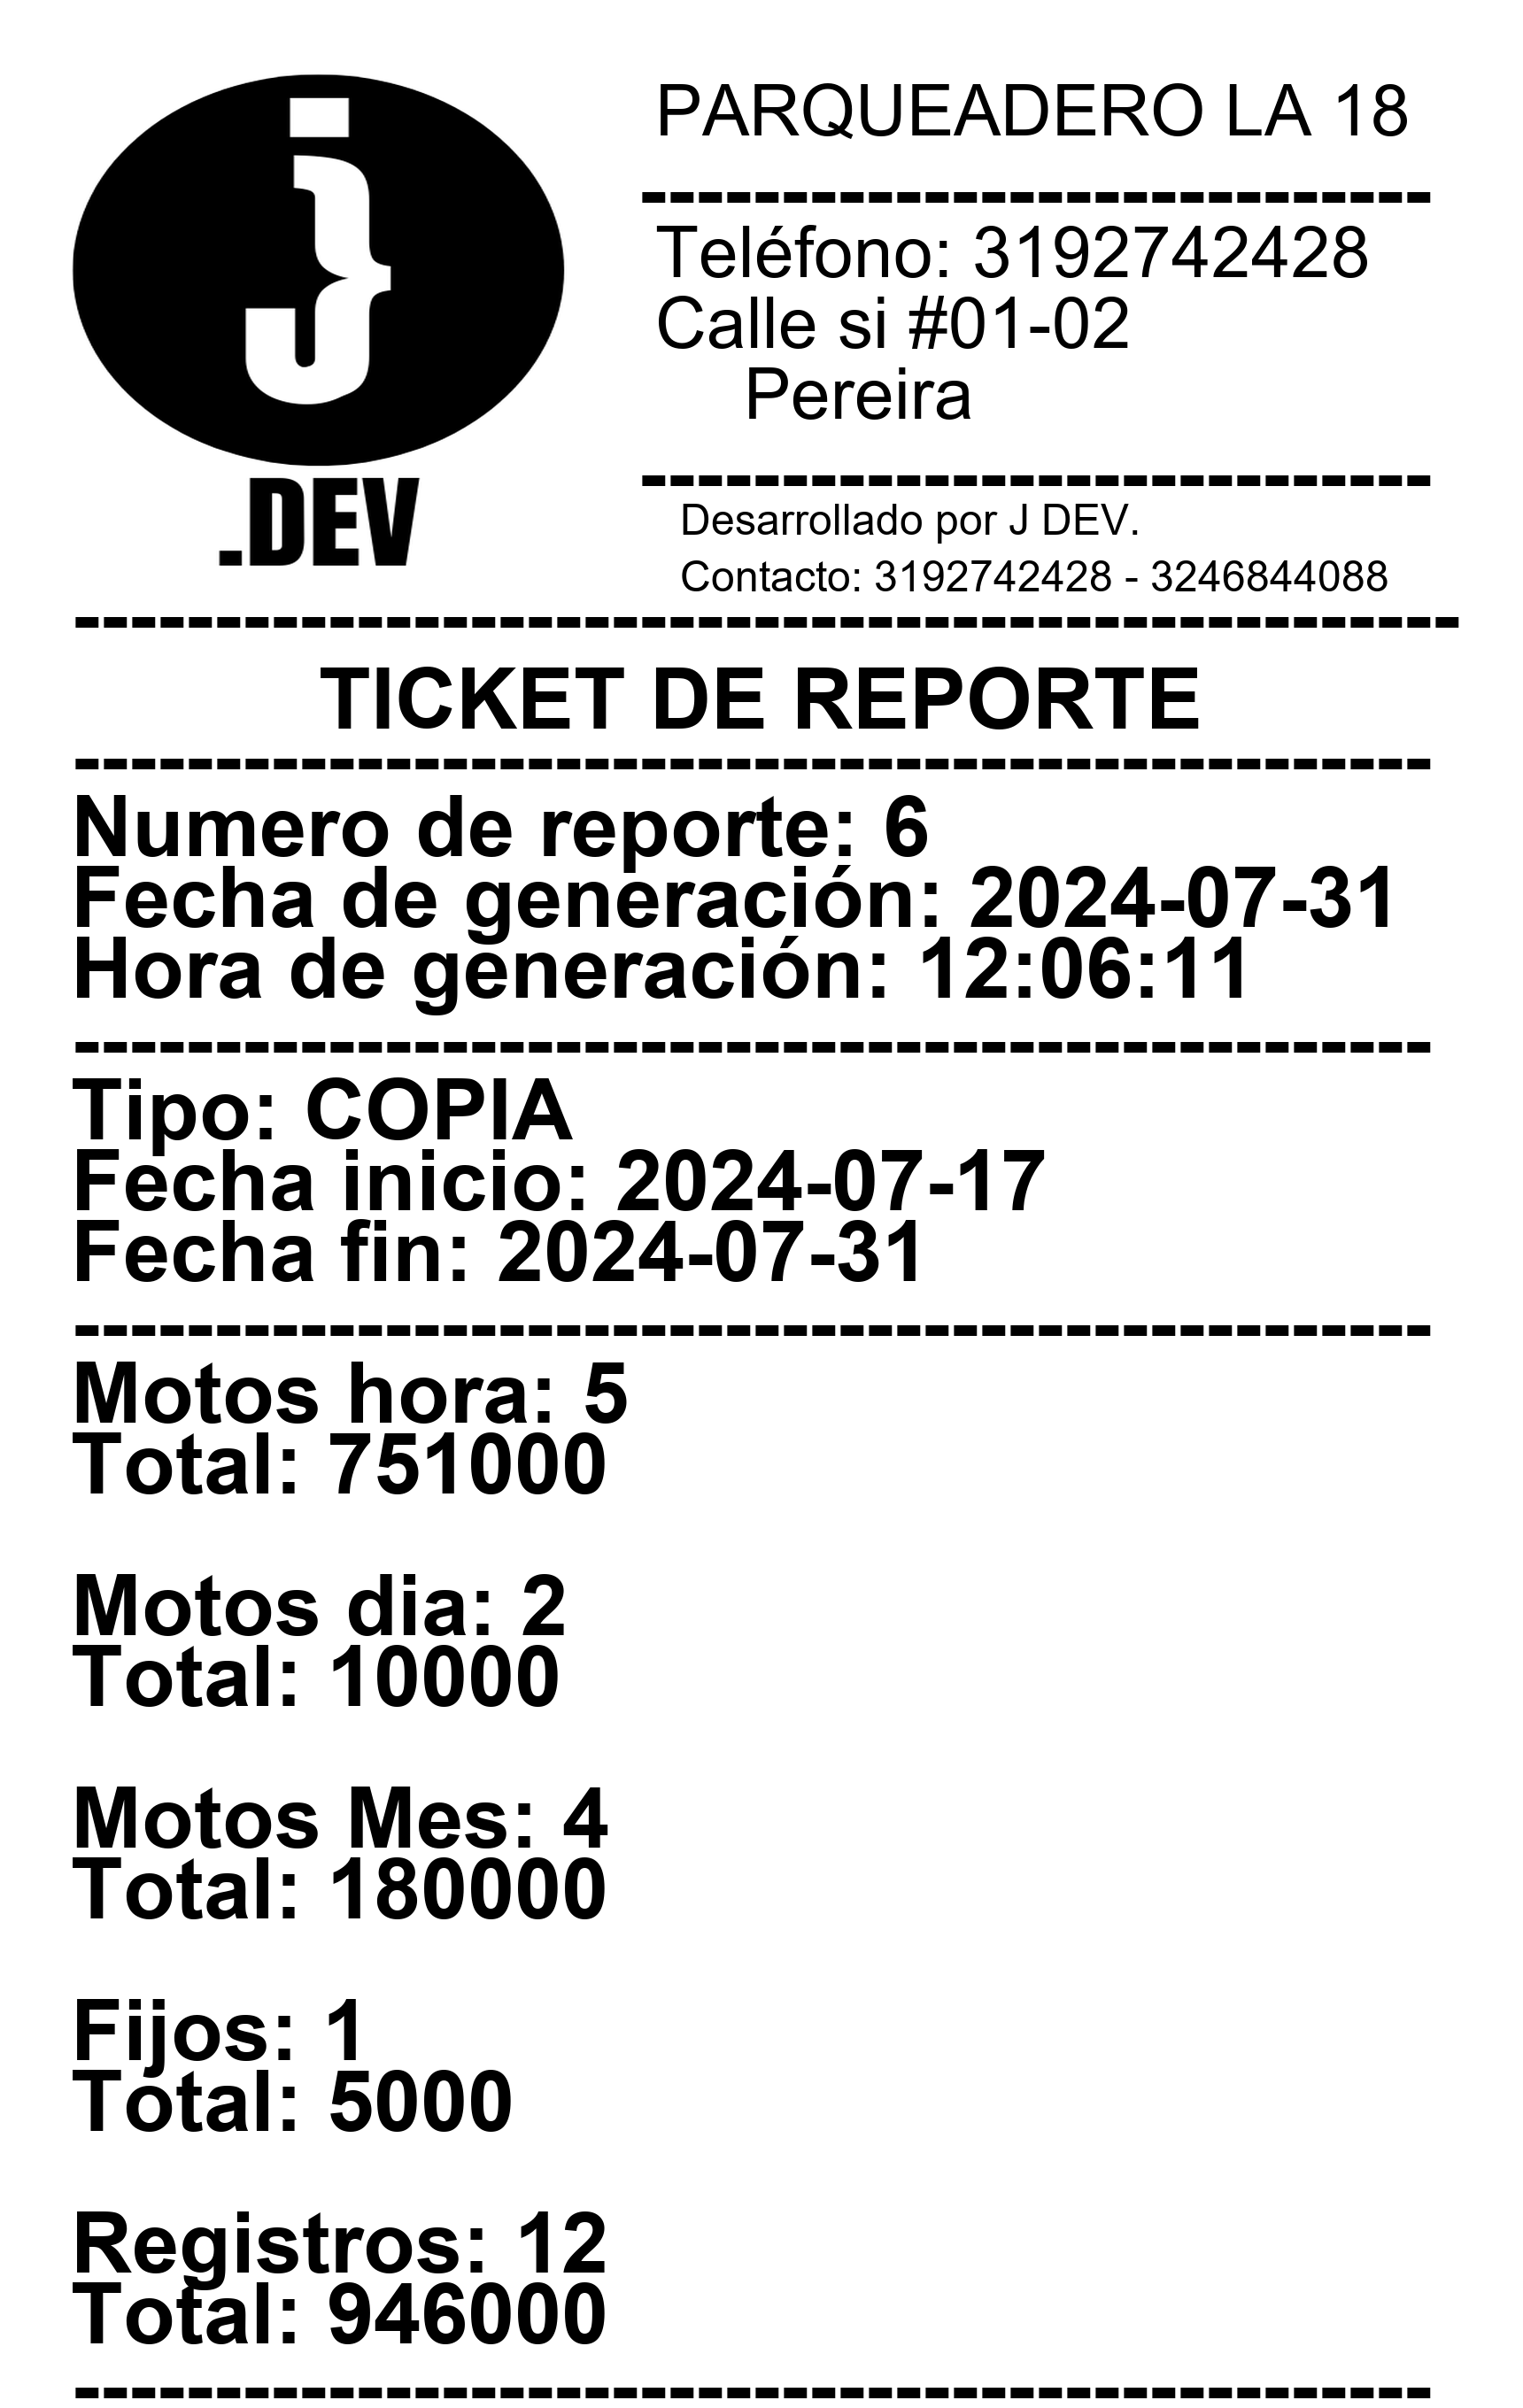 j
.DEV
PARQUEADERO LA 18
----------------------------
Teléfono: 3192742428
Calle si #01-02
Pereira
----------------------------
Desarrollado por J DEV.
Contacto: 3192742428 - 3246844088
-------------------------------------------------
TICKET DE REPORTE
------------------------------------------------
Numero de reporte: 6
Fecha de generación: 2024-07-31
Hora de generación: 12:06:11
------------------------------------------------
Tipo: COPIA
Fecha inicio: 2024-07-17
Fecha fin: 2024-07-31
------------------------------------------------
Motos hora: 5
Total: 751000
Motos dia: 2
Total: 10000
Motos Mes: 4
Total: 180000
Fijos: 1
Total: 5000
Registros: 12
Total: 946000
------------------------------------------------